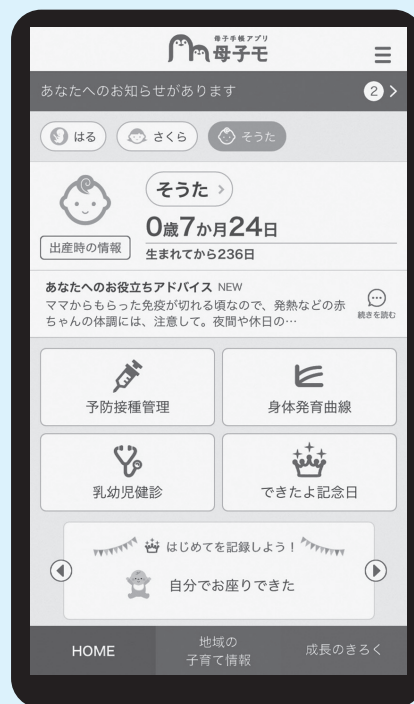 母子手帳アプリ
母子モ
あなたへのお知らせがあります 2
はる さくら そうた
そうた
0歳7か月24日
出産時の情報
生まれてから236日
あなたへのお役立ちアドバイス NEW
ママからもらった免疫が切れる頃なので、発熱などの赤
ちゃんの体調には、注意して。夜間や休日の…
続きを読む
予防接種管理 身体発育曲線
乳幼児健診 できたよ記念日
はじめてを記録しよう！
自分でお座りできた
HOME
地域の
子育て情報
成長のきろく